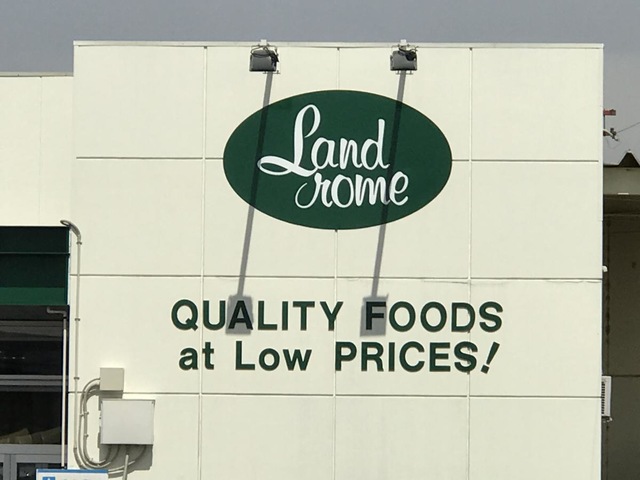 Land
rome
QUALITY FOODS
at Low PRICES!